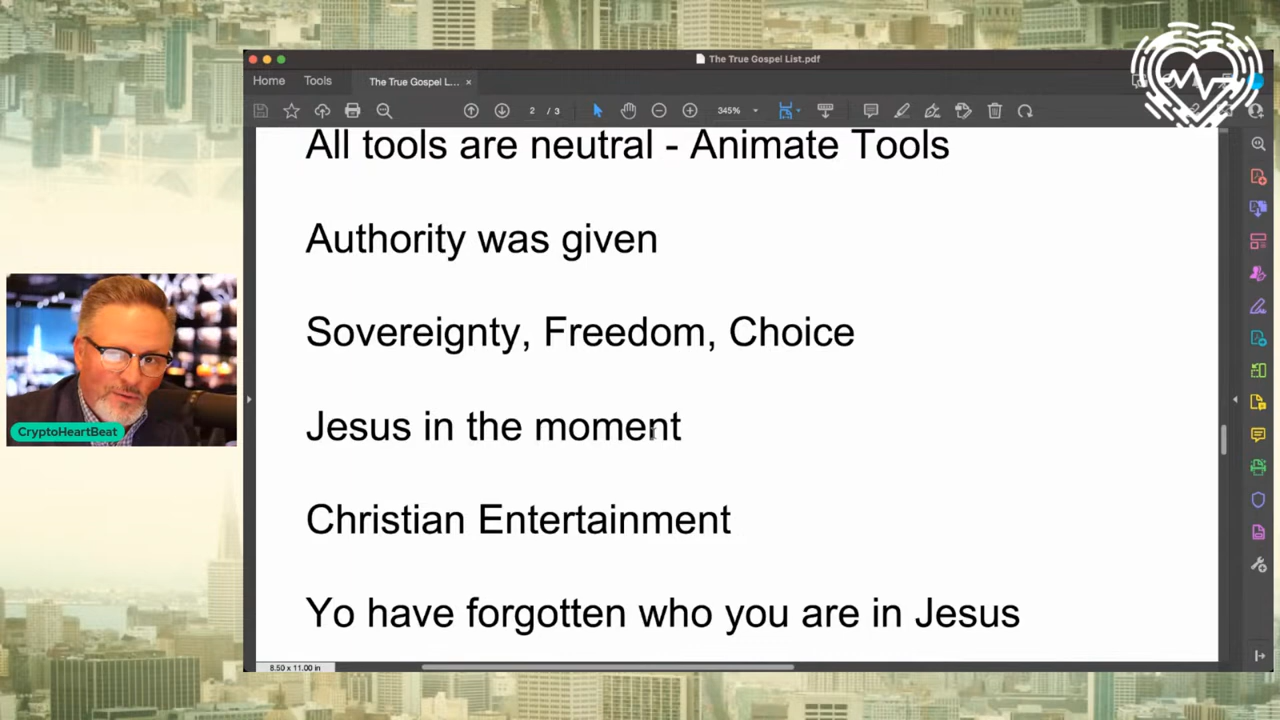 The True Gospel List.pdf
Home
Tools
The True Gospel L... ×
2 / 3
345%
All tools are neutral - Animate Tools
Authority was given
Sovereignty, Freedom, Choice
Jesus in the moment
Christian Entertainment
Yo have forgotten who you are in Jesus
CryptoHeartBeat
8.50 x 11.00 in